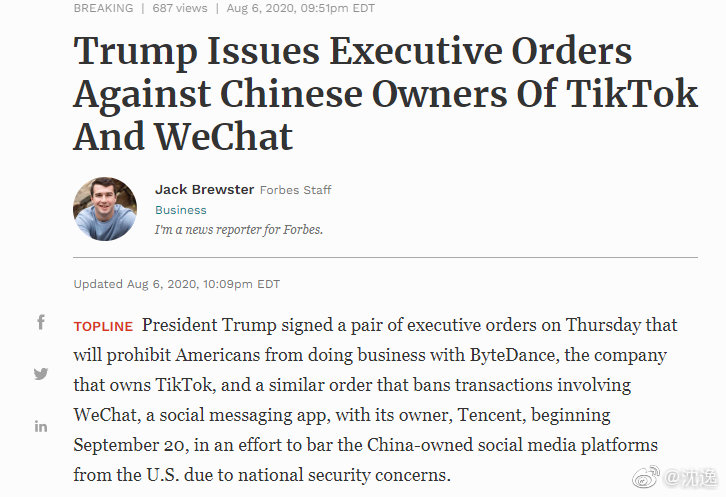 BREAKING | 687 views | Aug 6, 2020, 09:51pm EDT
Trump Issues Executive Orders
Against Chinese Owners Of TikTok
And WeChat
Jack Brewster Forbes Staff
Business
I'm a news reporter for Forbes.
Updated Aug 6, 2020, 10:09pm EDT
TOPLINE President Trump signed a pair of executive orders on Thursday that
will prohibit Americans from doing business with ByteDance, the company
that owns TikTok, and a similar order that bans transactions involving
WeChat, a social messaging app, with its owner, Tencent, beginning
September 20, in an effort to bar the China-owned social media platforms
from the U.S. due to national security concerns.
@沈逸